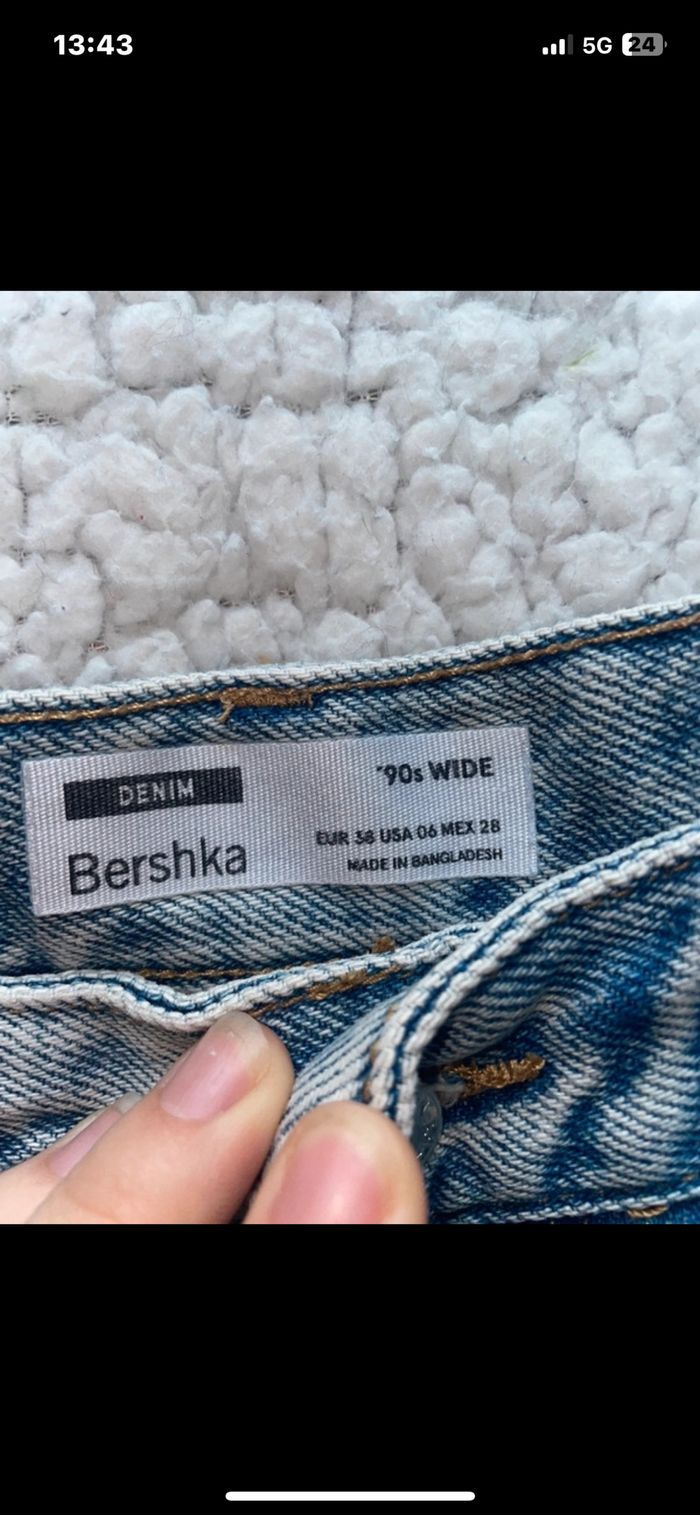 13:43
5G 24
DENIM
Bershka
'90s WIDE
EUR 38 USA 06 MEX 28
MADE IN BANGLADESH